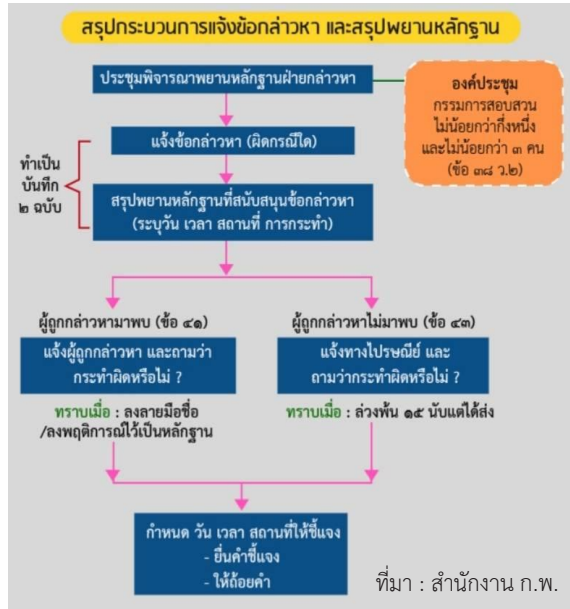 สรุปกระบวนการแจ้งข้อกล่าวหา และสรุปพยานหลักฐาน
ประชุมพิจารณาพยานหลักฐานฝ่ายกล่าวหา
องค์ประชุม
กรรมการสอบสวน
ไม่น้อยกว่ากึ่งหนึ่ง
และไม่น้อยกว่า ๓ คน
(ข้อ ๓๘ ว.๒)
แจ้งข้อกล่าวหา (ผิดกรณีใด)
ทำเป็น
บันทึก
๒ ฉบับ
สรุปพยานหลักฐานที่สนับสนุนข้อกล่าวหา
(ระบุวัน เวลา สถานที่ การกระทำ)
ผู้ถูกกล่าวหามาพบ (ข้อ ๔๑)
แจ้งผู้ถูกกล่าวหา และถามว่า
กระทำผิดหรือไม่ ?
ทราบเมื่อ : ลงลายมือชื่อ
/ลงพฤติการณ์ไว้เป็นหลักฐาน
ผู้ถูกกล่าวหาไม่มาพบ (ข้อ ๔๓)
แจ้งทางไปรษณีย์ และ
ถามว่ากระทำผิดหรือไม่ ?
ทราบเมื่อ : ล่วงพ้น ๑๕ นับแต่ได้ส่ง
กำหนด วัน เวลา สถานที่ให้ชี้แจง
- ยื่นคำชี้แจง
- ให้ถ้อยคำ
ที่มา : สำนักงาน ก.พ.